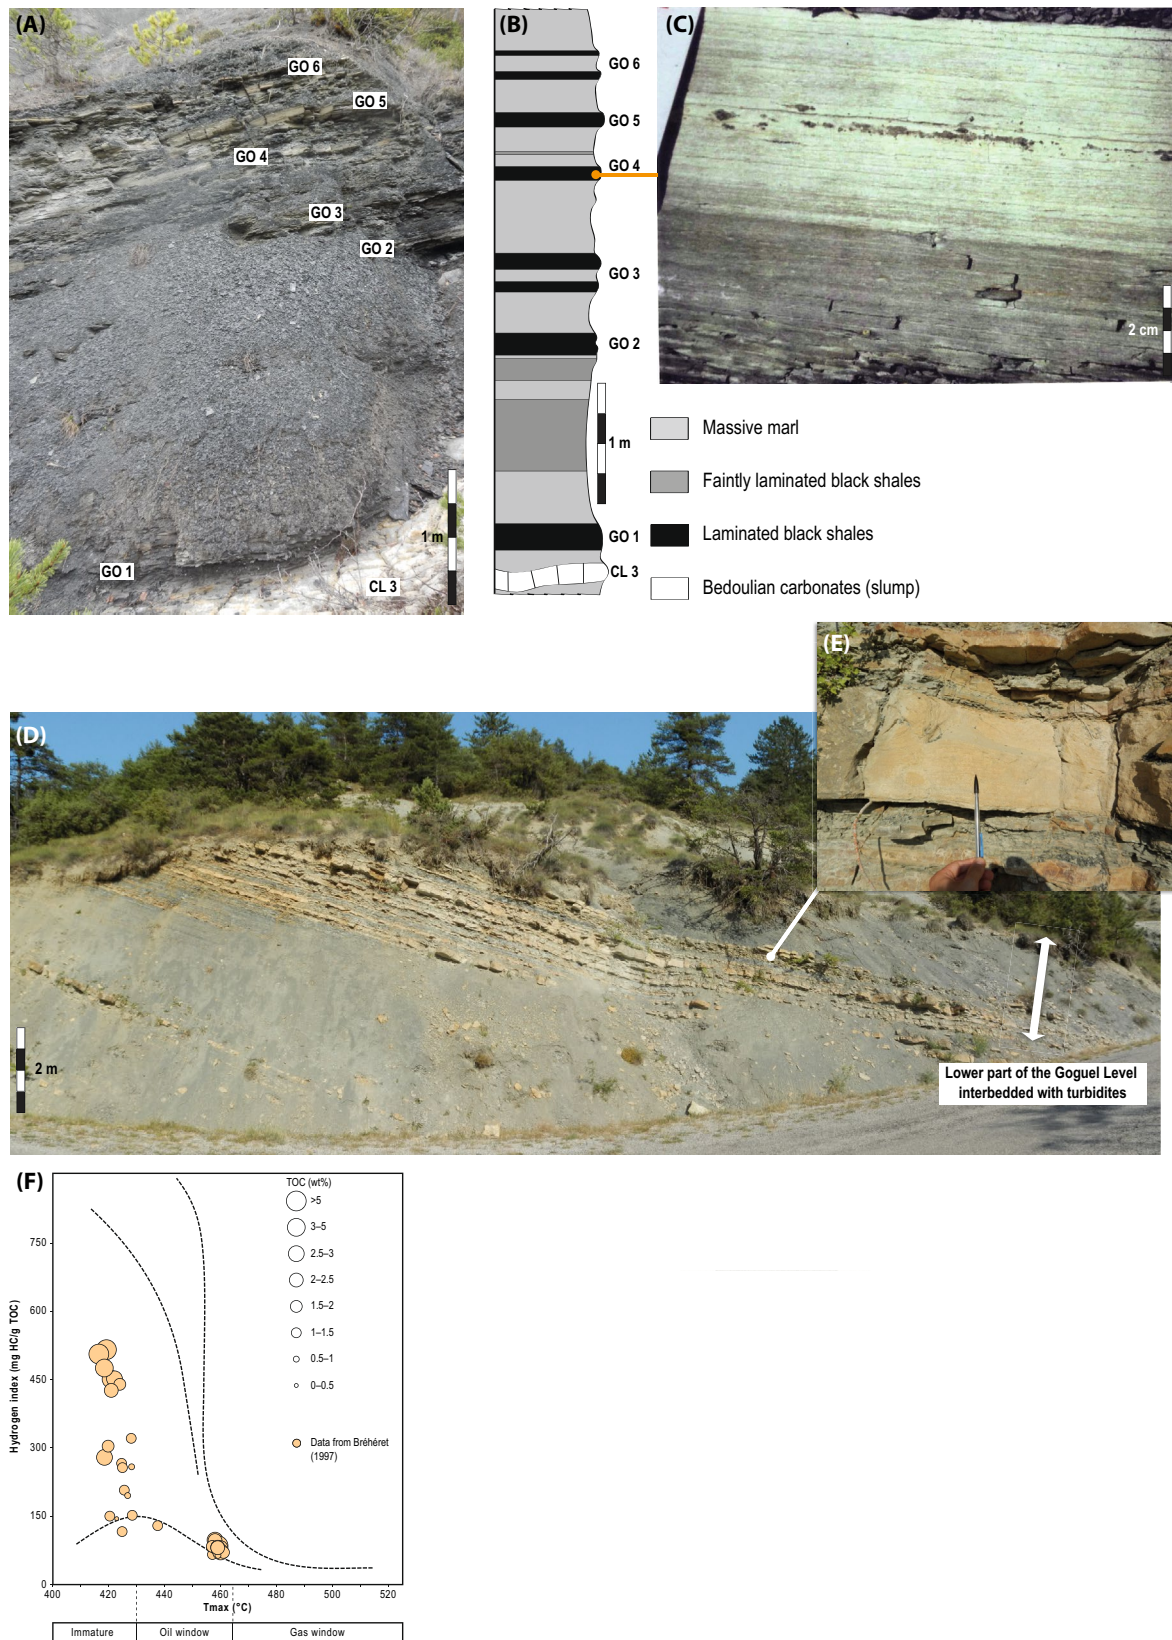 (A)
GO 6
GO 5
GO 4
GO 3
GO 2
GO 1
CL 3
1 m
(B)
GO 6
GO 5
GO 4
GO 3
GO 2
1 m
GO 1
CL 3
(C)
2 cm
Massive marl
Faintly laminated black shales
Laminated black shales
Bedoulian carbonates (slump)
(D)
2 m
(E)
Lower part of the Goguel Level
interbedded with turbidites
(F)
Hydrogen index (mg HC/g TOC)
750
600
450
300
150
0
400 420 440 460 480 500 520
Tmax (°C)
Immature Oil window Gas window
TOC (wt%)
>5
3–5
2.5–3
2–2.5
1.5–2
1–1.5
0.5–1
0–0.5
Data from Bréhéret
(1997)